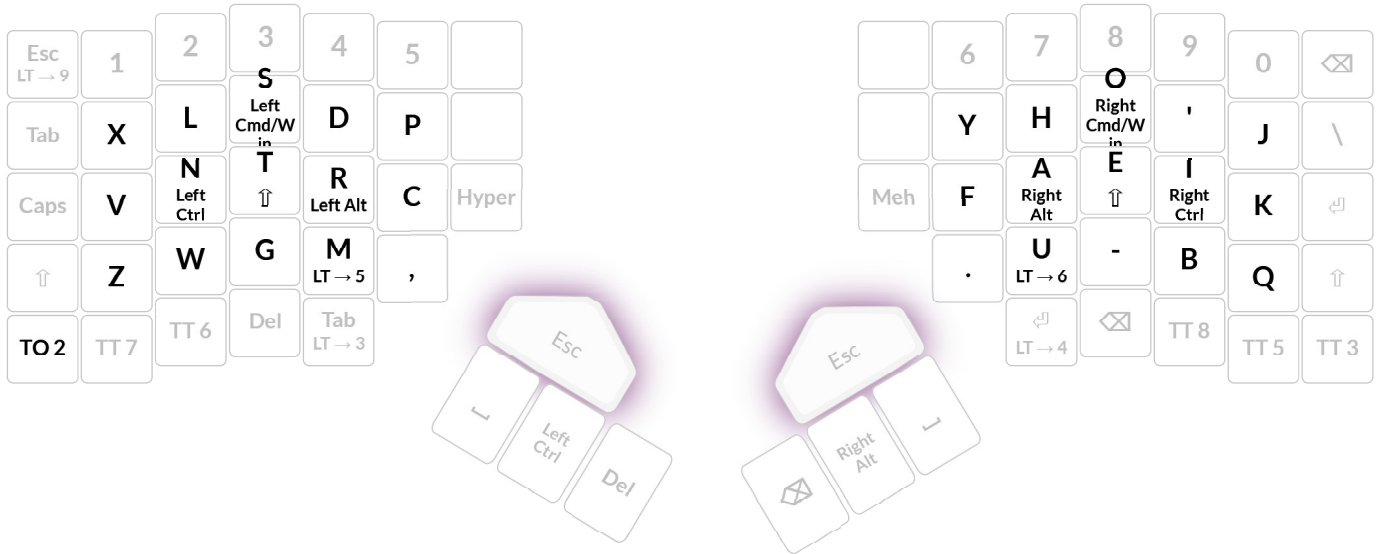 Esc 1 2 3 4 5 6 7 8 9 0 ⌫
LT → 9
Tab X L S D P Y H O ' J \
Left
Cmd/W
in
Right
Cmd/W
in
Caps V N T R C Hyper Meh F A E I K ⏎
Left
Ctrl
⇧
Left Alt
Right
Alt
⇧
Right
Ctrl
⇧ Z W G M , . U - B Q ⇧
LT → 5
LT → 6
TO 2 TT 7 TT 6 Del Tab ⏎ ⌫ TT 8 TT 5 TT 3
LT → 3
LT → 4
Esc
Esc
Left
Ctrl
Del
⌫
Right
Alt